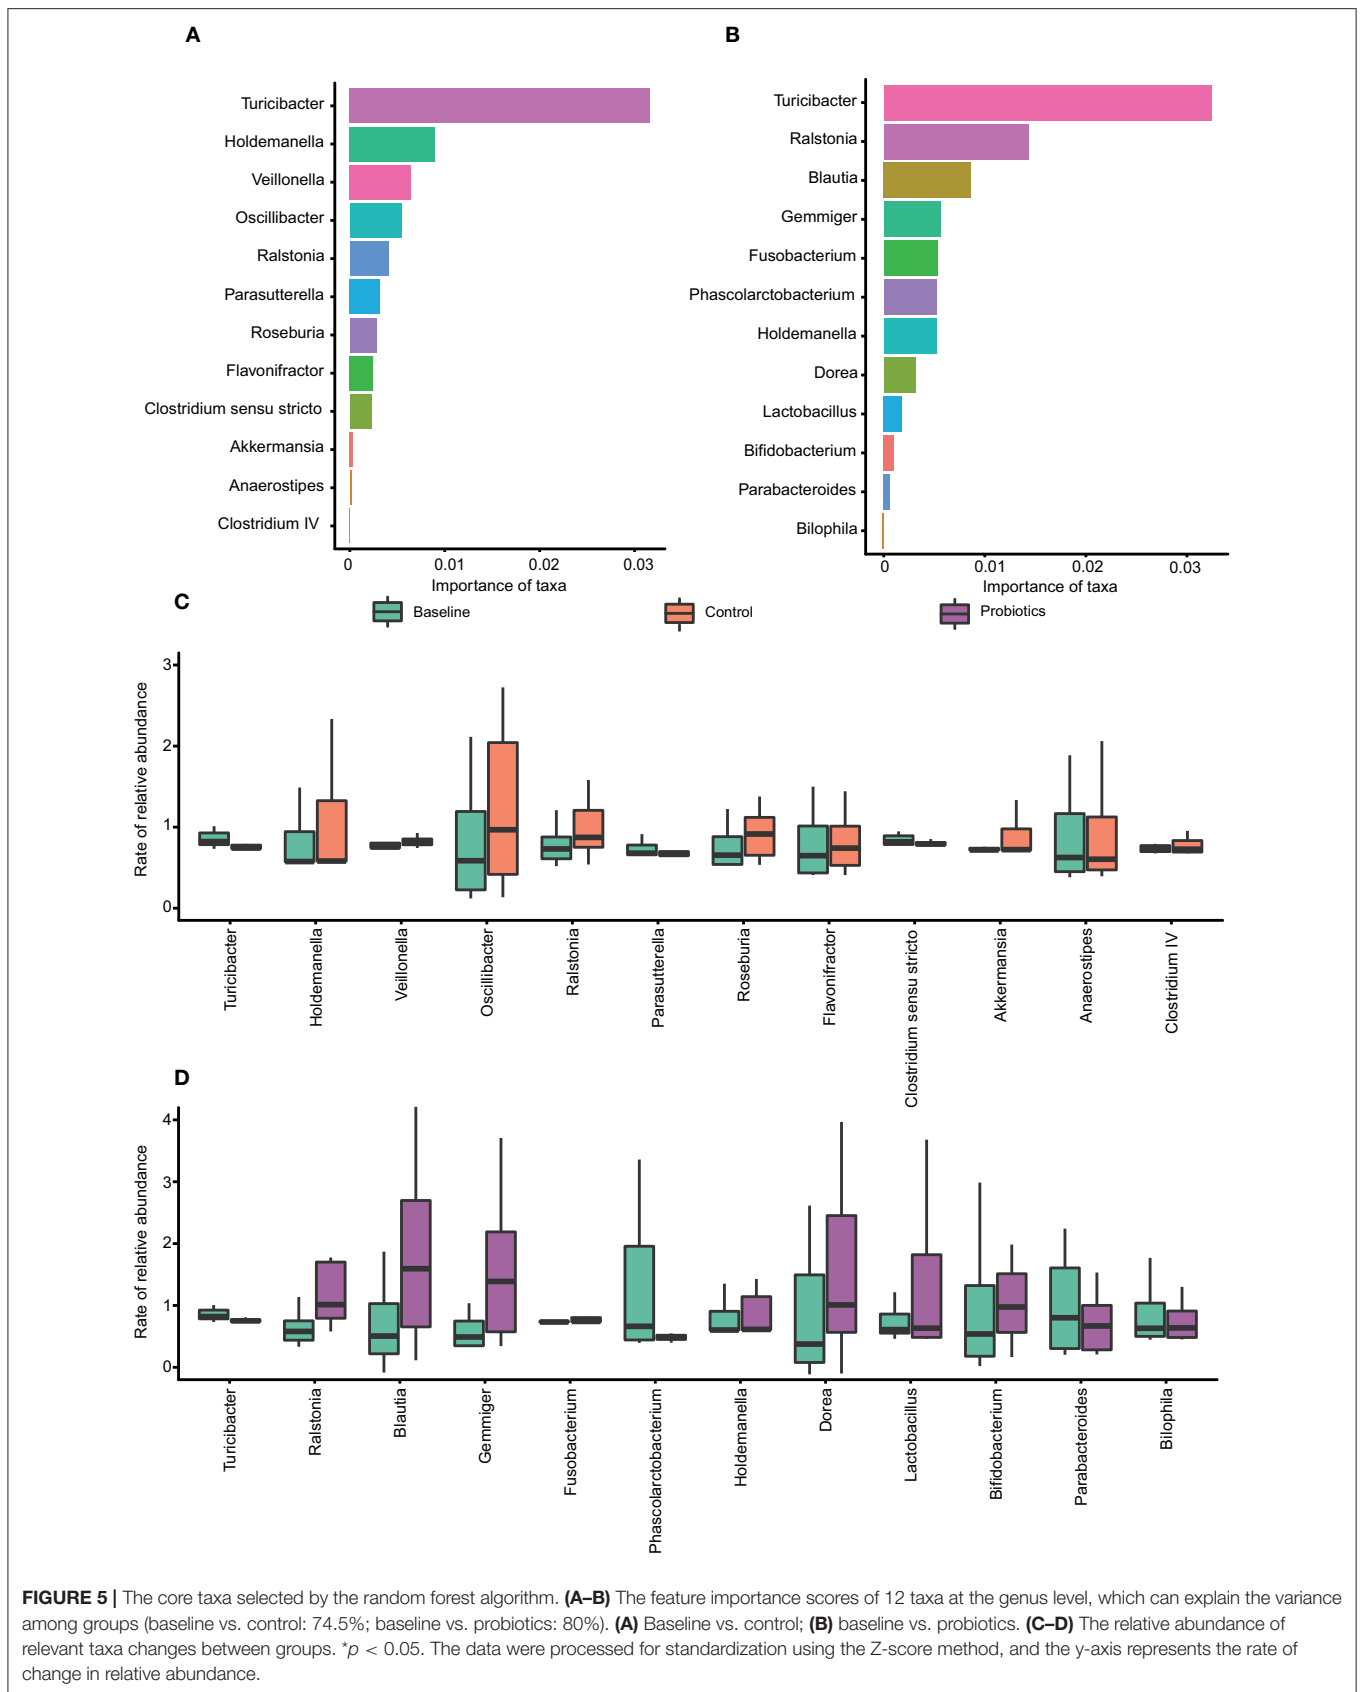 A
Turicibacter
Holdemanella
Veillonella
Oscillibacter
Ralstonia
Parasutterella
Roseburia
Flavonifractor
Clostridium sensu stricto
Akkermansia
Anaerostipes
Clostridium IV
0 0.01 0.02 0.03
Importance of taxa
B
Turicibacter
Ralstonia
Blautia
Gemmiger
Fusobacterium
Phascolarctobacterium
Holdemanella
Dorea
Lactobacillus
Bifidobacterium
Parabacteroides
Bilophila
0 0.01 0.02 0.03
Importance of taxa
C
Baseline Control Probiotics
Rate of relative abundance
3
2
1
0
Turicibacter
Holdemanella
Veillonella
Oscillibacter
Ralstonia
Parasutterella
Roseburia
Flavonifractor
Clostridium sensu stricto
Akkermansia
Anaerostipes
Clostridium IV
D
Rate of relative abundance
4
3
2
1
0
Turicibacter
Ralstonia
Blautia
Gemmiger
Fusobacterium
Phascolarctobacterium
Holdemanella
Dorea
Lactobacillus
Bifidobacterium
Parabacteroides
Bilophila
FIGURE 5 | The core taxa selected by the random forest algorithm. (A–B) The feature importance scores of 12 taxa at the genus level, which can explain the variance
among groups (baseline vs. control: 74.5%; baseline vs. probiotics: 80%). (A) Baseline vs. control; (B) baseline vs. probiotics. (C–D) The relative abundance of
relevant taxa changes between groups. *p < 0.05. The data were processed for standardization using the Z-score method, and the y-axis represents the rate of
change in relative abundance.